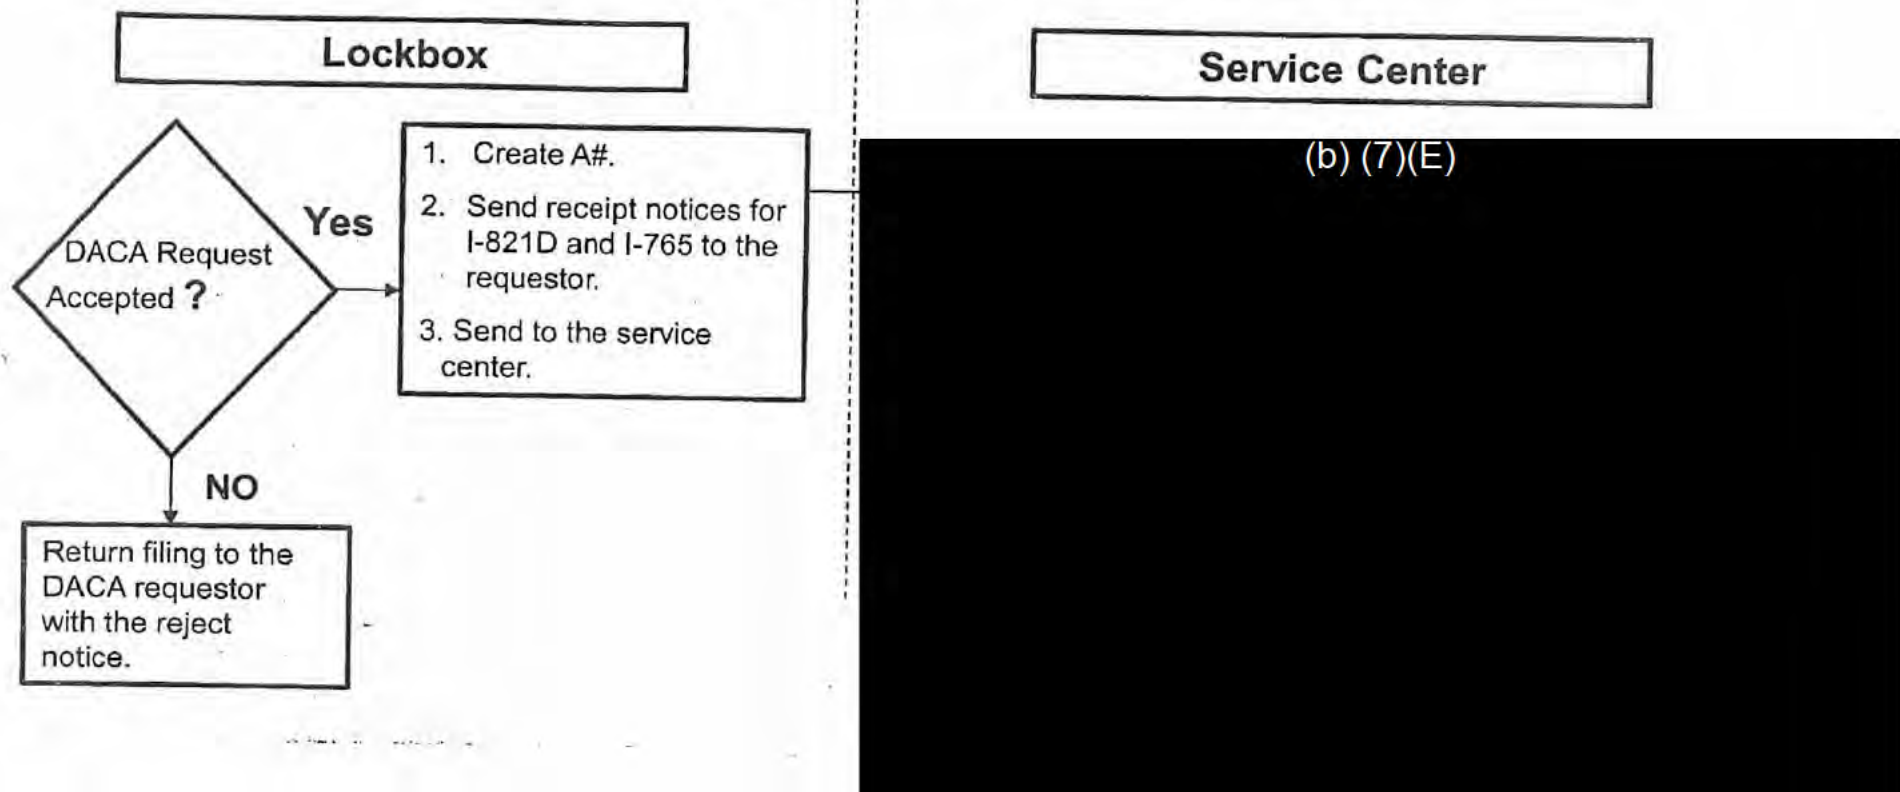 Lockbox
Service Center
DACA Request
Accepted ?
Yes
1. Create A#.
2. Send receipt notices for
I-821D and I-765 to the
requestor.
3. Send to the service
center.
NO
Return filing to the
DACA requestor
with the reject
notice.
(b) (7)(E)